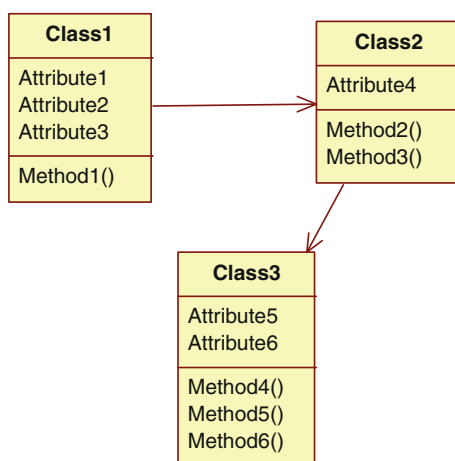 Class1
Attribute1
Attribute2
Attribute3
Method1()
Class2
Attribute4
Method2()
Method3()
Class3
Attribute5
Attribute6
Method4()
Method5()
Method6()